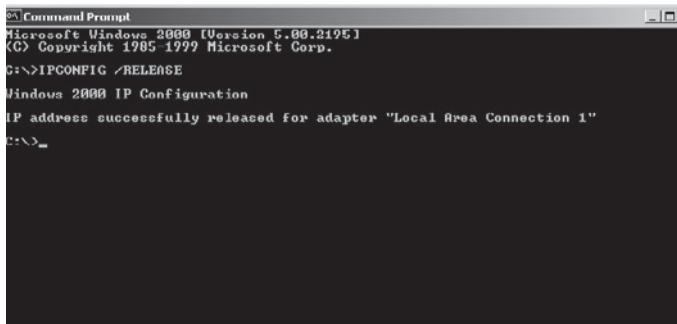 Command Prompt
Microsoft Windows 2000 [Version 5.00.2195]
(C) Copyright 1985-1999 Microsoft Corp.
C:\>IPCONFIG /RELEASE
Windows 2000 IP Configuration
IP address successfully released for adapter "Local Area Connection 1"
C:\>_